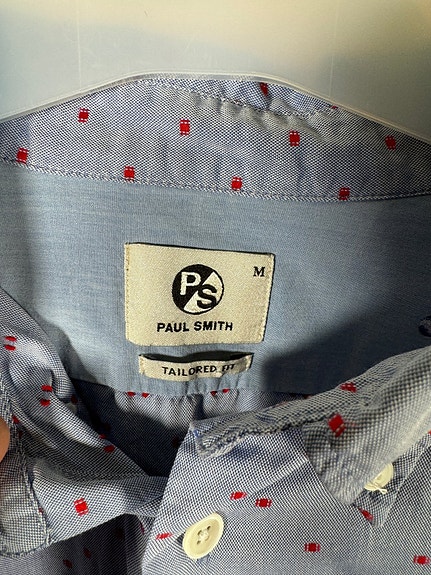 M
PS
PAUL SMITH
TAILORED FIT